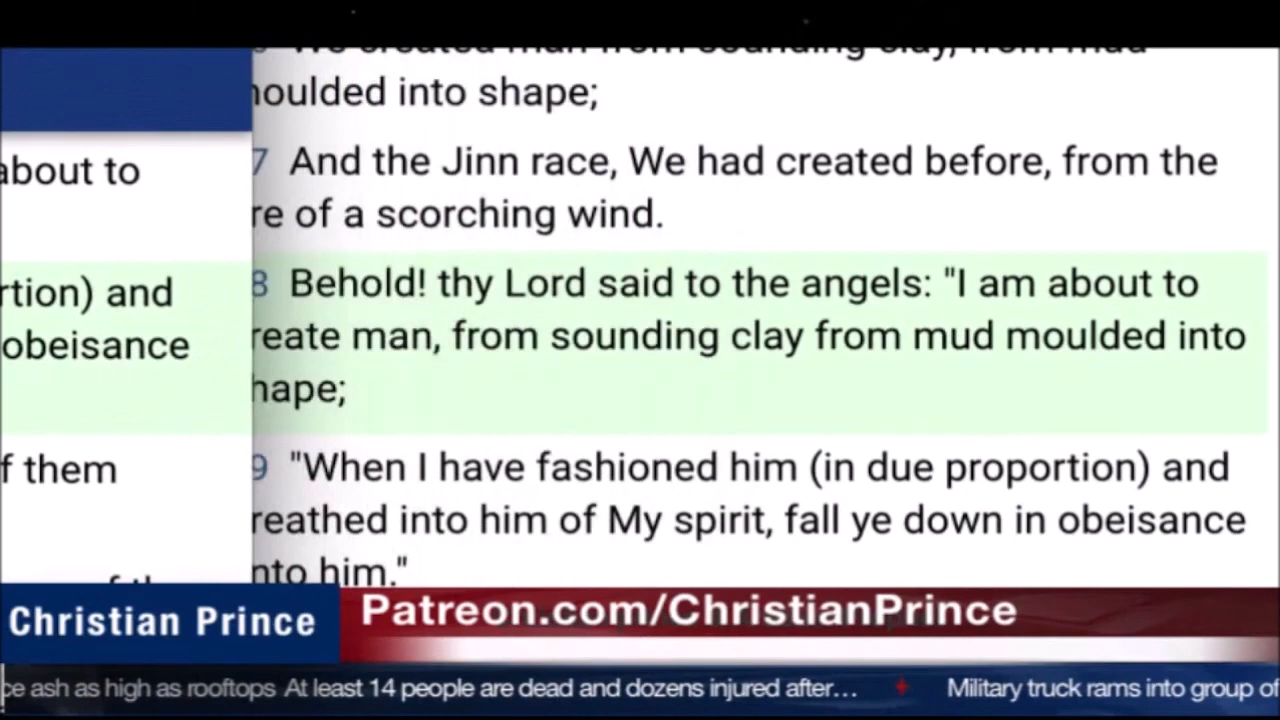 moulded into shape;
7 And the Jinn race, We had created before, from the
re of a scorching wind.
8 Behold! thy Lord said to the angels: "I am about to
reate man, from sounding clay from mud moulded into
hape;
9 "When I have fashioned him (in due proportion) and
reathed into him of My spirit, fall ye down in obeisance
nto him."
about to
rtion) and
obeisance
f them
Christian Prince
Patreon.com/ChristianPrince
ce ash as high as rooftops At least 14 people are dead and dozens injured after... Military truck rams into group of